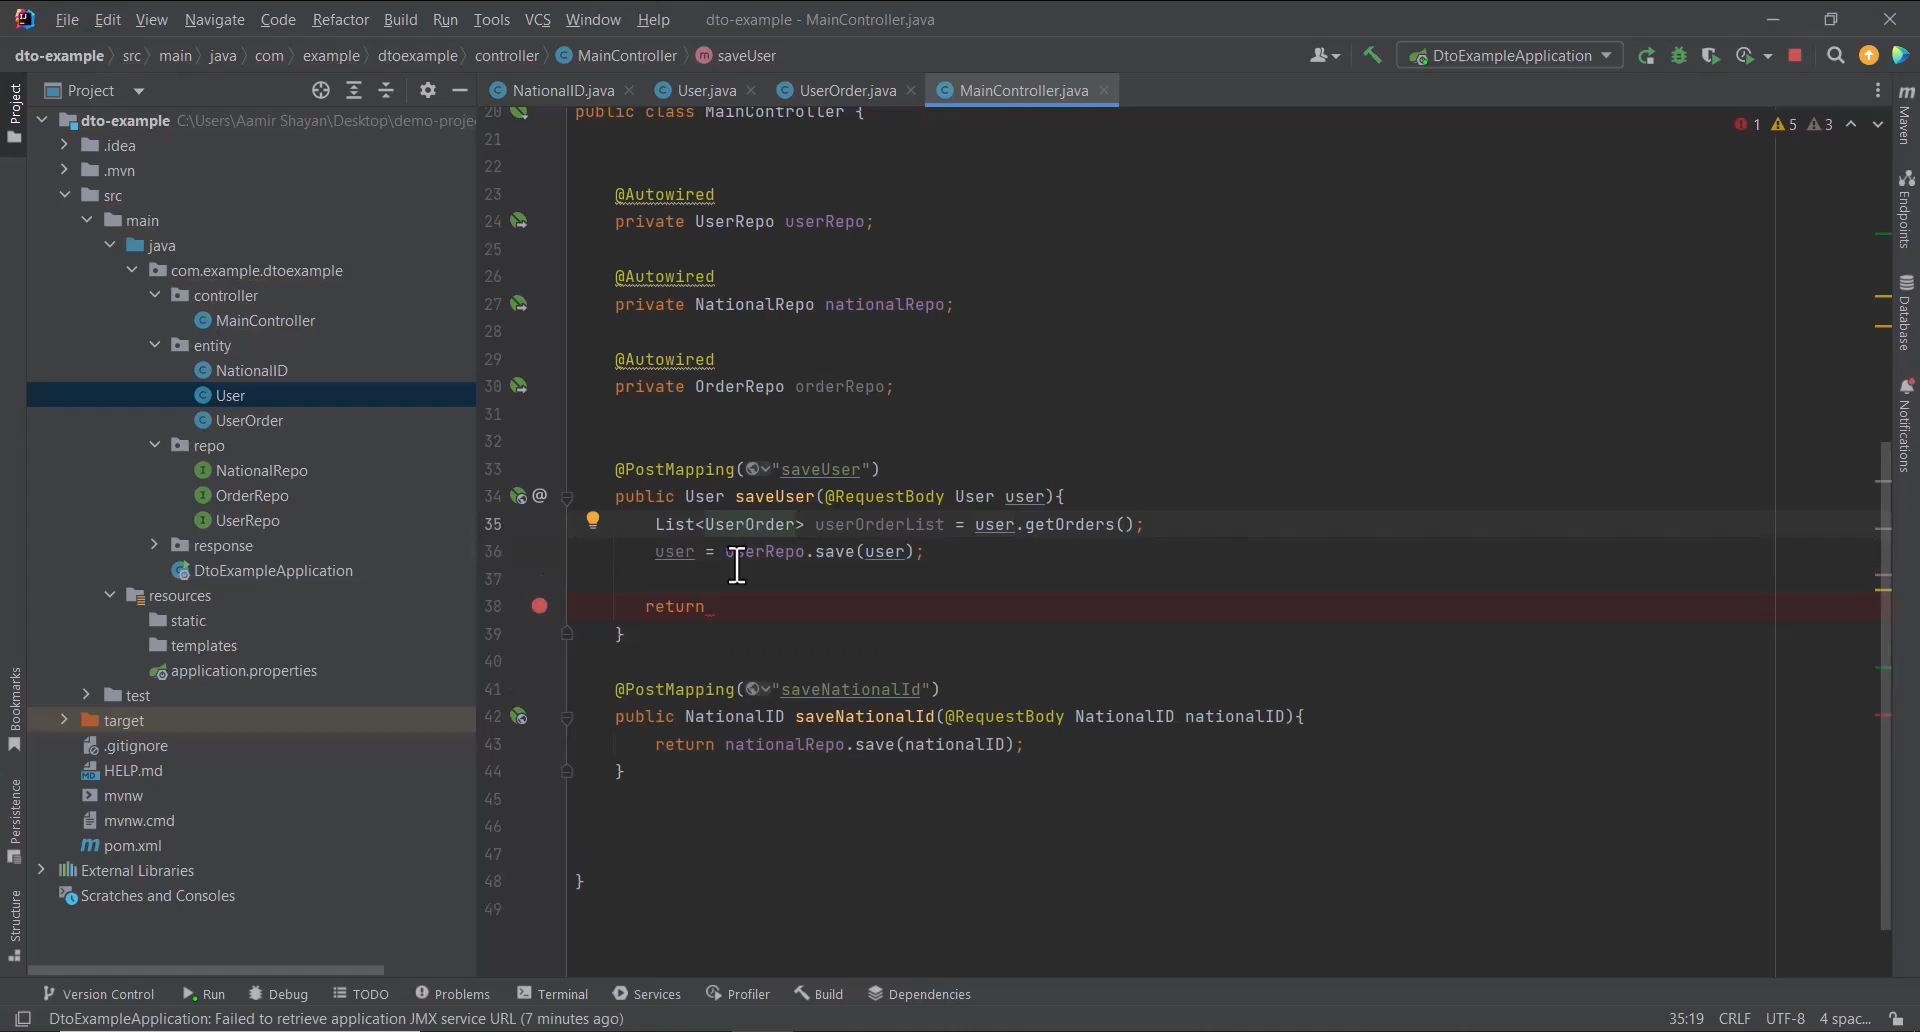 File Edit View Navigate Code Refactor Build Run Tools VCS Window Help dto-example - MainController.java
dto-example src main java com example dtoexample controller MainController saveUser
DtoExampleApplication
Project
NationalID.java User.java UserOrder.java MainController.java
dto-example C:\Users\Aamir Shayan\Desktop\demo-proje
.idea
.mvn
src
main
java
com.example.dtoexample
controller
MainController
entity
NationalID
User
UserOrder
repo
NationalRepo
OrderRepo
UserRepo
response
DtoExampleApplication
resources
static
templates
application.properties
test
target
.gitignore
HELP.md
mvnw
mvnw.cmd
pom.xml
External Libraries
Scratches and Consoles
1 5 3
20 public class MainController {
21
22
23 @Autowired
24 private UserRepo userRepo;
25
26 @Autowired
27 private NationalRepo nationalRepo;
28
29 @Autowired
30 private OrderRepo orderRepo;
31
32
33 @PostMapping("saveUser")
34 public User saveUser(@RequestBody User user){
35 List<UserOrder> userOrderList = user.getOrders();
36 user = userRepo.save(user);
37
38 return
39 }
40
41 @PostMapping("saveNationalId")
42 public NationalID saveNationalId(@RequestBody NationalID nationalID){
43 return nationalRepo.save(nationalID);
44 }
45
46
47
48 }
49
Project
Bookmarks
Persistence
Structure
Maven
Endpoints
Database
Notifications
Version Control Run Debug TODO Problems Terminal Services Profiler Build Dependencies
DtoExampleApplication: Failed to retrieve application JMX service URL (7 minutes ago) 35:19 CRLF UTF-8 4 spac...